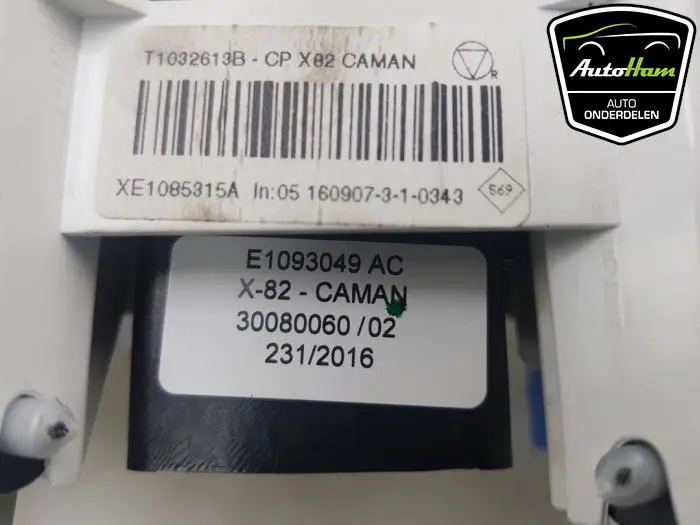 T1032613B - CP X82 CAMAN
R
XE1085315A In:05 160907-3-1-0343
569
E1093049 AC
X-82 - CAMAN
30080060 /02
231/2016
AutoHam
AUTO
ONDERDELEN